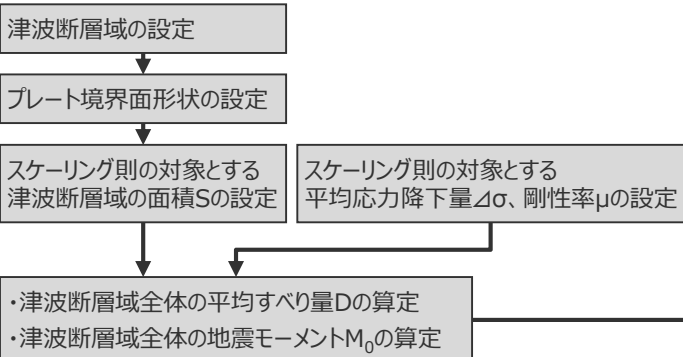 津波断層域の設定
プレート境界面形状の設定
スケーリング則の対象とする
津波断層域の面積Sの設定
スケーリング則の対象とする
平均応力降下量⊿σ、剛性率μの設定
・津波断層域全体の平均すべり量Dの算定
・津波断層域全体の地震モーメントM₀の算定